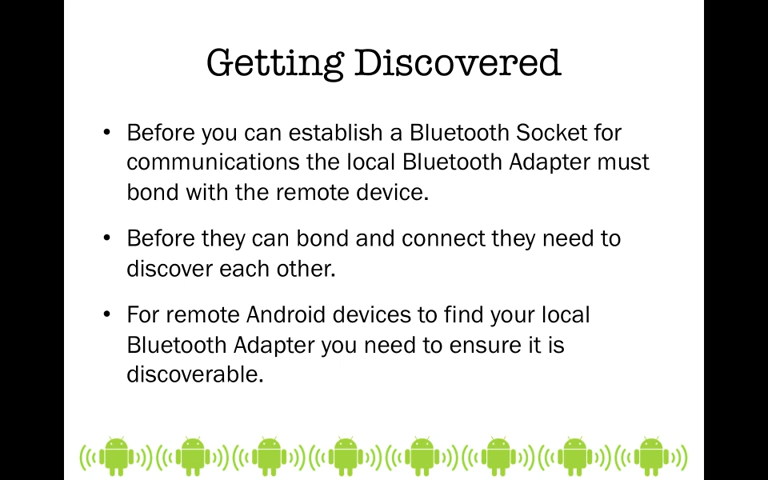 Getting Discovered
• Before you can establish a Bluetooth Socket for
communications the local Bluetooth Adapter must
bond with the remote device.
• Before they can bond and connect they need to
discover each other.
• For remote Android devices to find your local
Bluetooth Adapter you need to ensure it is
discoverable.